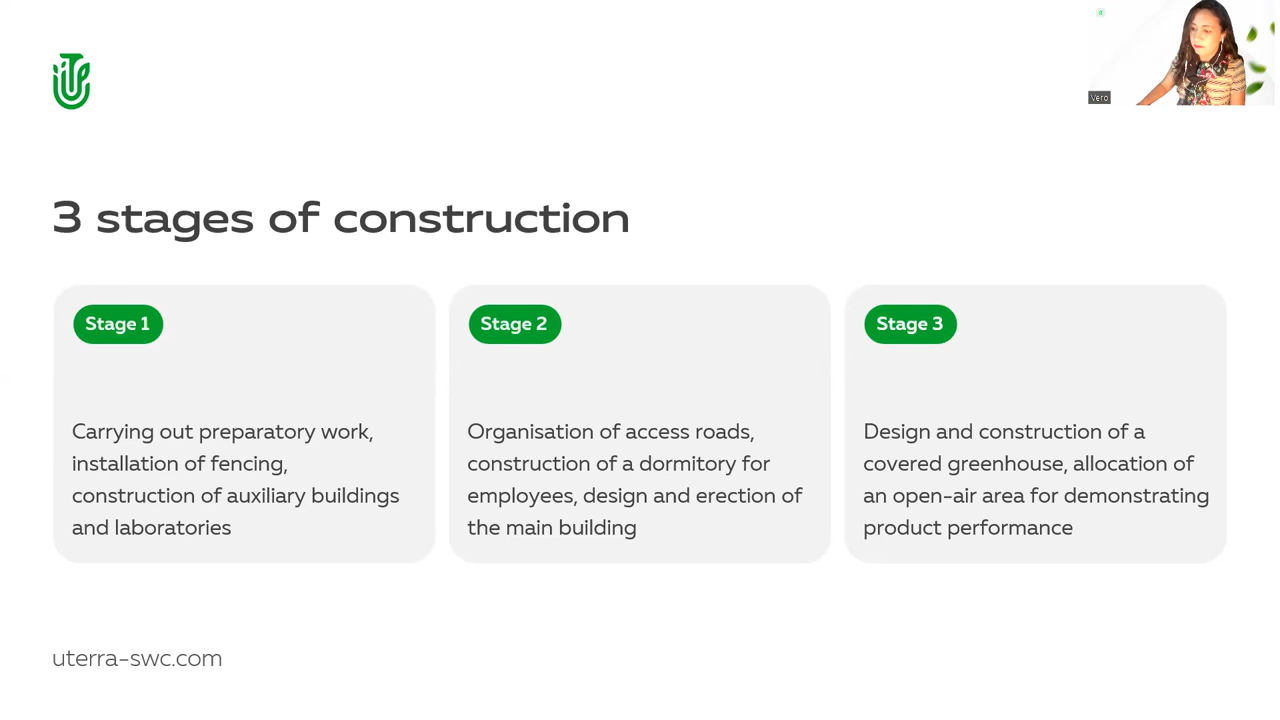 Vero
3 stages of construction
Stage 1
Carrying out preparatory work,
installation of fencing,
construction of auxiliary buildings
and laboratories
Stage 2
Organisation of access roads,
construction of a dormitory for
employees, design and erection of
the main building
Stage 3
Design and construction of a
covered greenhouse, allocation of
an open-air area for demonstrating
product performance
uterra-swc.com